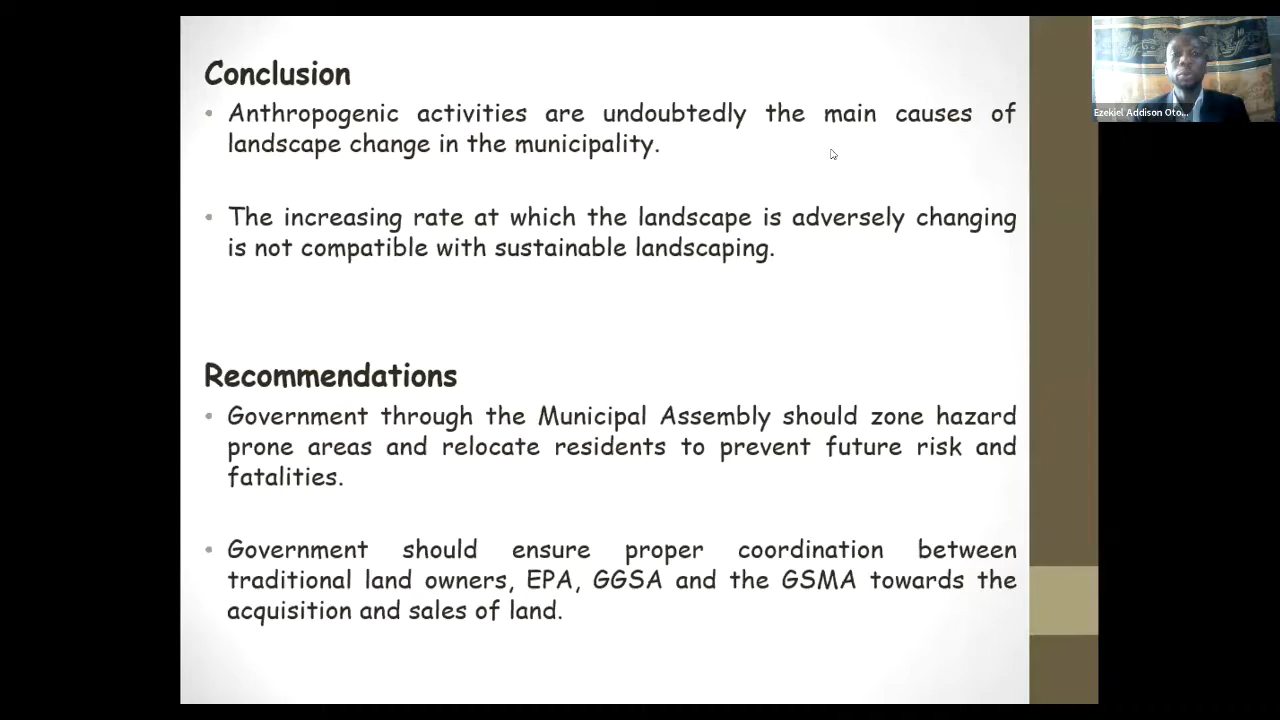 Conclusion
• Anthropogenic activities are undoubtedly the main causes of
landscape change in the municipality.
• The increasing rate at which the landscape is adversely changing
is not compatible with sustainable landscaping.
Recommendations
• Government through the Municipal Assembly should zone hazard
prone areas and relocate residents to prevent future risk and
fatalities.
• Government should ensure proper coordination between
traditional land owners, EPA, GGSA and the GSMA towards the
acquisition and sales of land.
Ezekiel Addison Oto...